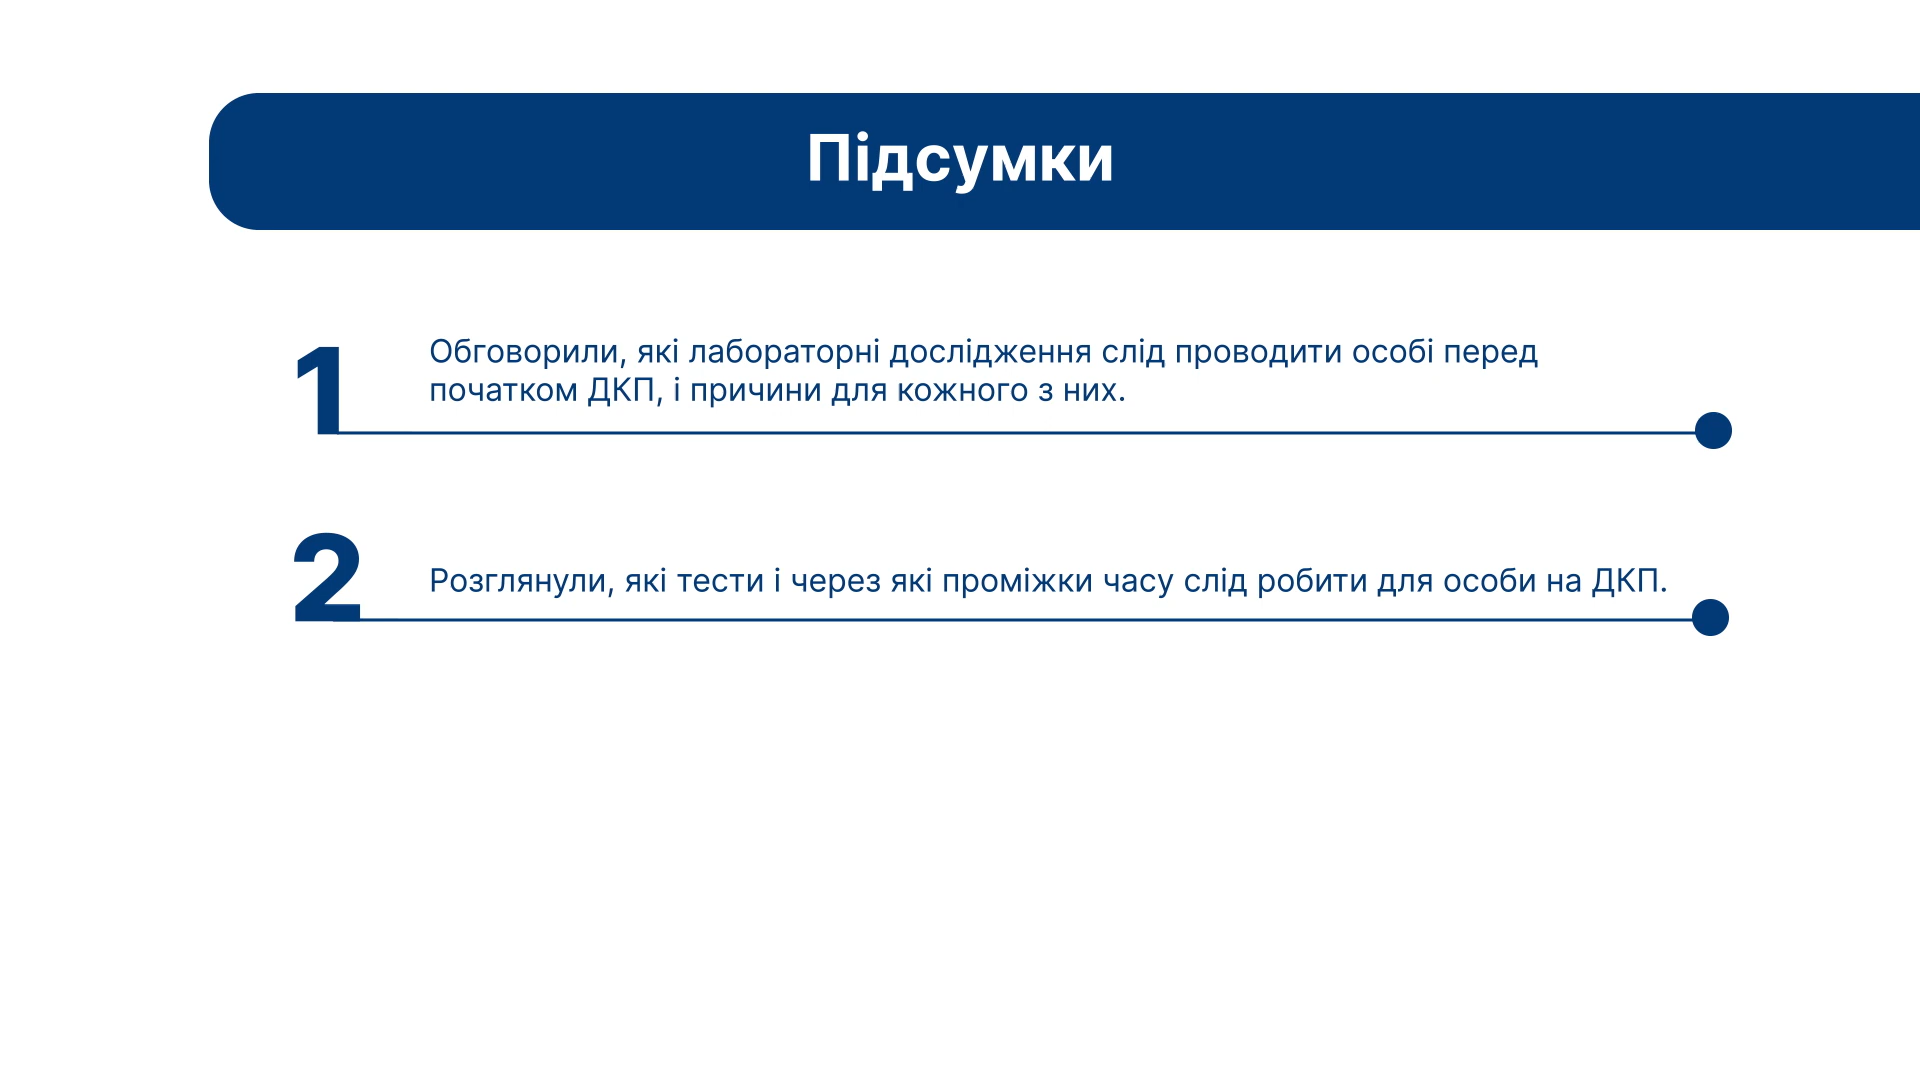 Підсумки
1
Обговорили, які лабораторні дослідження слід проводити особі перед
початком ДКП, і причини для кожного з них.
2
Розглянули, які тести і через які проміжки часу слід робити для особи на ДКП.